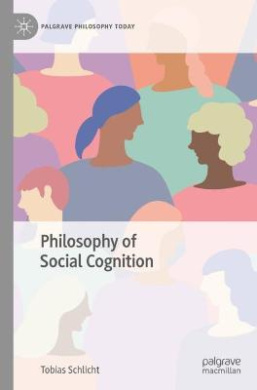 PALGRAVE PHILOSOPHY TODAY
Philosophy of
Social Cognition
Tobias Schlicht
palgrave
macmillan